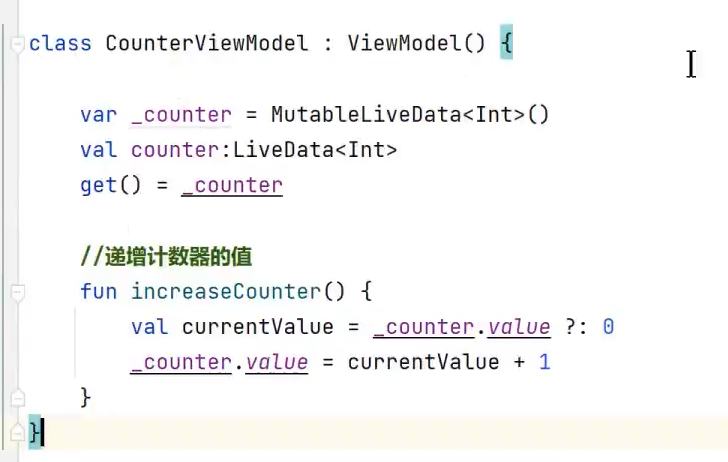 class CounterViewModel : ViewModel() {
var _counter = MutableLiveData<Int>()
val counter:LiveData<Int>
get() = _counter
//递增计数器的值
fun increaseCounter() {
val currentValue = _counter.value ?: 0
_counter.value = currentValue + 1
}
}